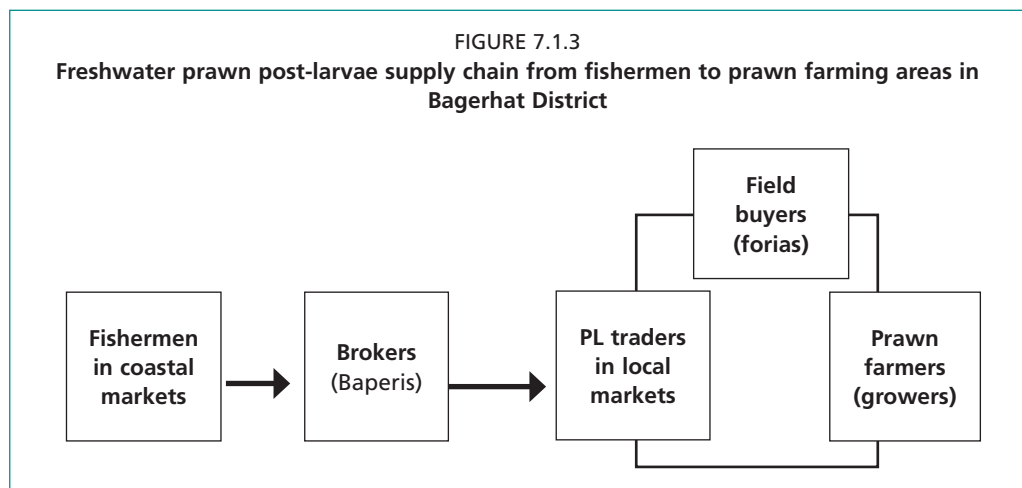 FIGURE 7.1.3
Freshwater prawn post-larvae supply chain from fishermen to prawn farming areas in
Bagerhat District
Fishermen
in coastal
markets
Brokers
(Baperis)
PL traders
in local
markets
Field
buyers
(forias)
Prawn
farmers
(growers)